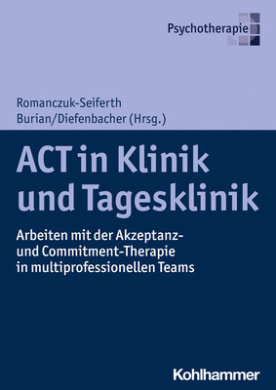 Psychotherapie
Romanczuk-Seiferth
Burian/Diefenbacher (Hrsg.)
ACT in Klinik
und Tagesklinik
Arbeiten mit der Akzeptanz-
und Commitment-Therapie
in multiprofessionellen Teams
Kohlhammer